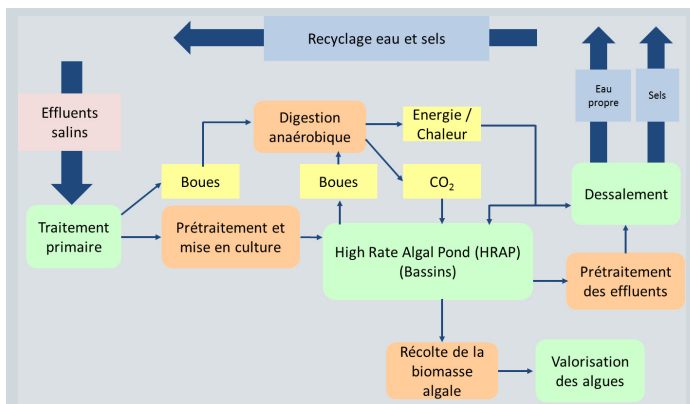 Recyclage eau et sels
Eau
propre
Sels
Effluents
salins
Digestion
anaérobique
Energie /
Chaleur
Boues
Boues
CO₂
Dessalement
Traitement
primaire
Prétraitement et
mise en culture
High Rate Algal Pond (HRAP)
(Bassins)
Prétraitement
des effluents
Récolte de la
biomasse
algale
Valorisation
des algues